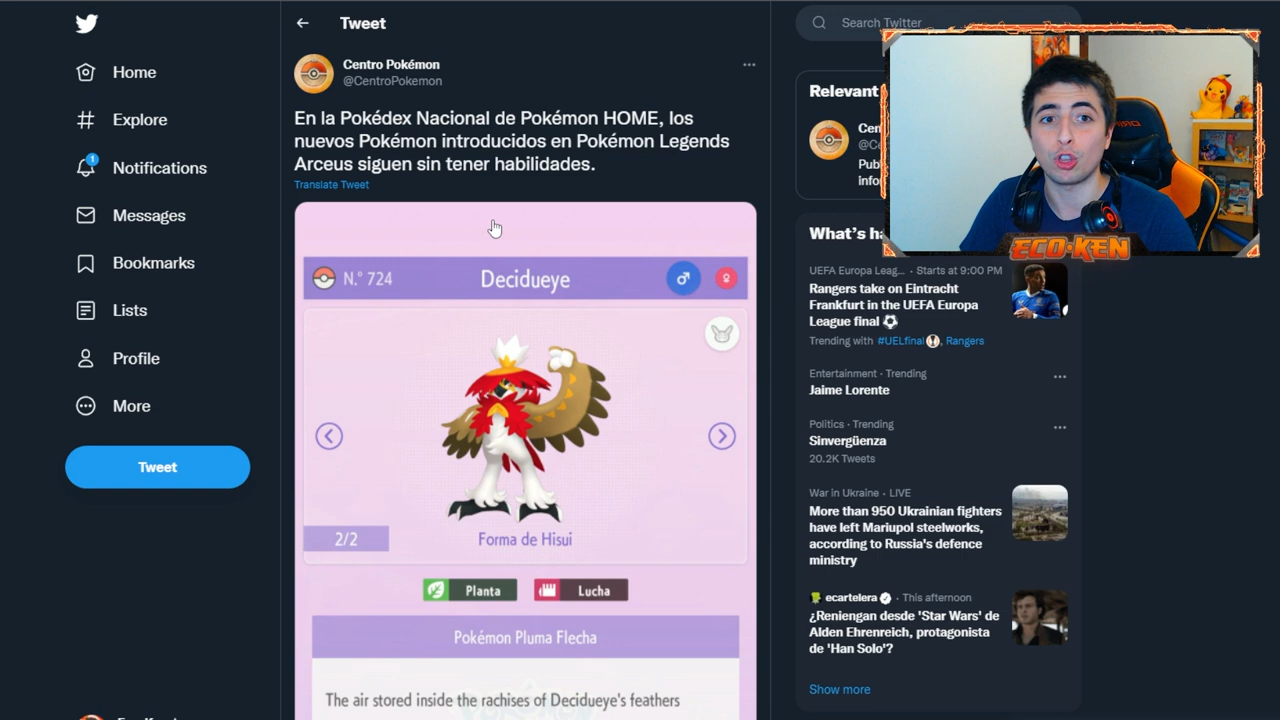 Home
Explore
1
Notifications
Messages
Bookmarks
Lists
Profile
More
Tweet
Tweet
Centro Pokémon
@CentroPokemon
En la Pokédex Nacional de Pokémon HOME, los
nuevos Pokémon introducidos en Pokémon Legends
Arceus siguen sin tener habilidades.
Translate Tweet
N.° 724
Decidueye
2/2
Forma de Hisui
Planta
Lucha
Pokémon Pluma Flecha
The air stored inside the rachises of Decidueye's feathers
Search Twitter
Relevant
ECO-KEN
What's ha
UEFA Europa Leag... · Starts at 9:00 PM
Rangers take on Eintracht
Frankfurt in the UEFA Europa
League final
Trending with #UELfinal, Rangers
Entertainment · Trending
Jaime Lorente
Politics · Trending
Sinvergüenza
20.2K Tweets
War in Ukraine · LIVE
More than 950 Ukrainian fighters
have left Mariupol steelworks,
according to Russia's defence
ministry
ecartelera · This afternoon
¿Reniengan desde 'Star Wars' de
Alden Ehrenreich, protagonista
de 'Han Solo'?
Show more